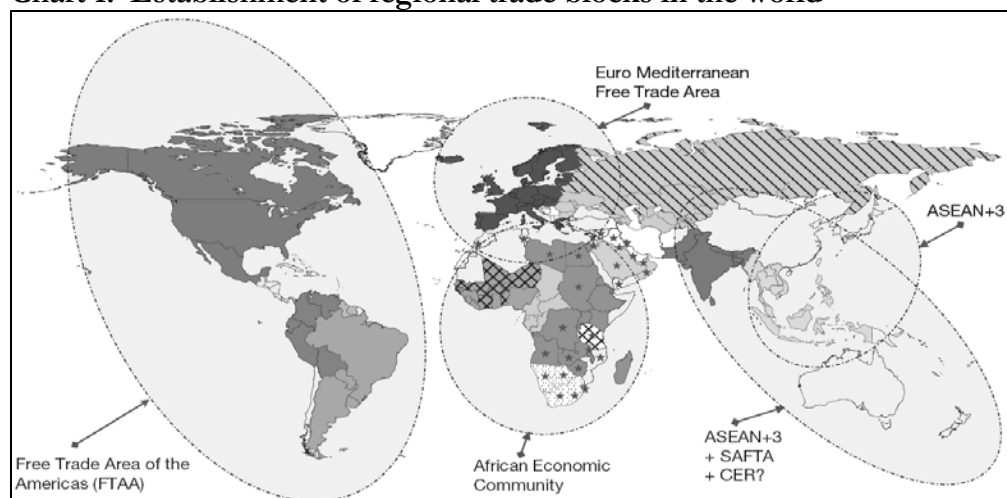 Chart 1. Establishment of regional trade blocks in the world
Euro Mediterranean
Free Trade Area
ASEAN+3
Free Trade Area of the
Americas (FTAA)
African Economic
Community
ASEAN+3
+ SAFTA
+ CER?